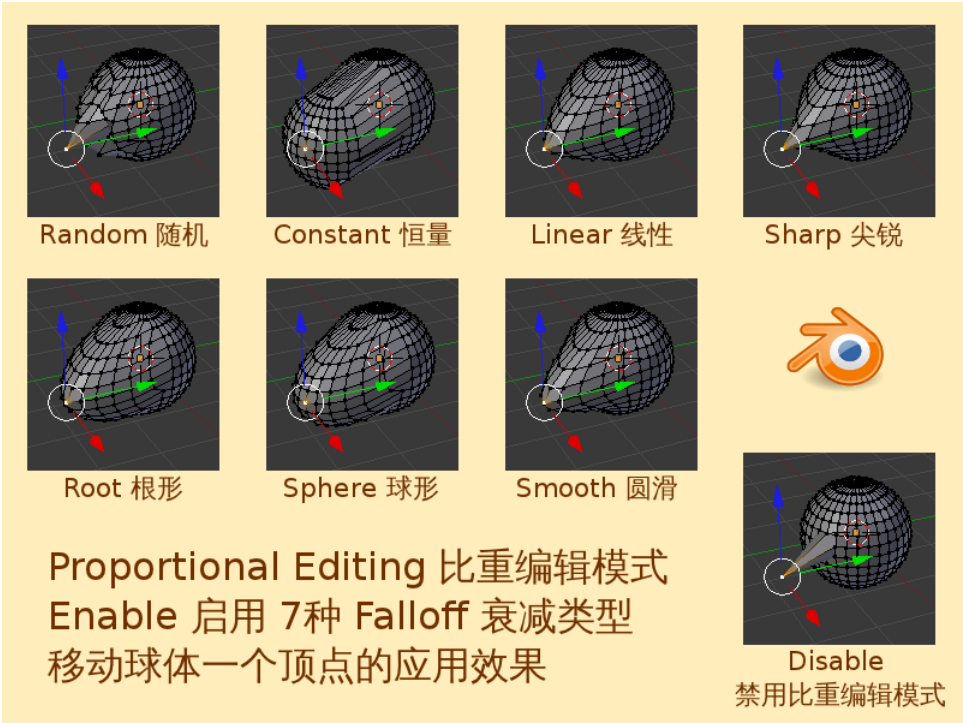 Random 随机
Constant 恒量
Linear 线性
Sharp 尖锐
Root 根形
Sphere 球形
Smooth 圆滑
Proportional Editing 比重编辑模式
Enable 启用 7种 Falloff 衰减类型
移动球体一个顶点的应用效果
Disable
禁用比重编辑模式